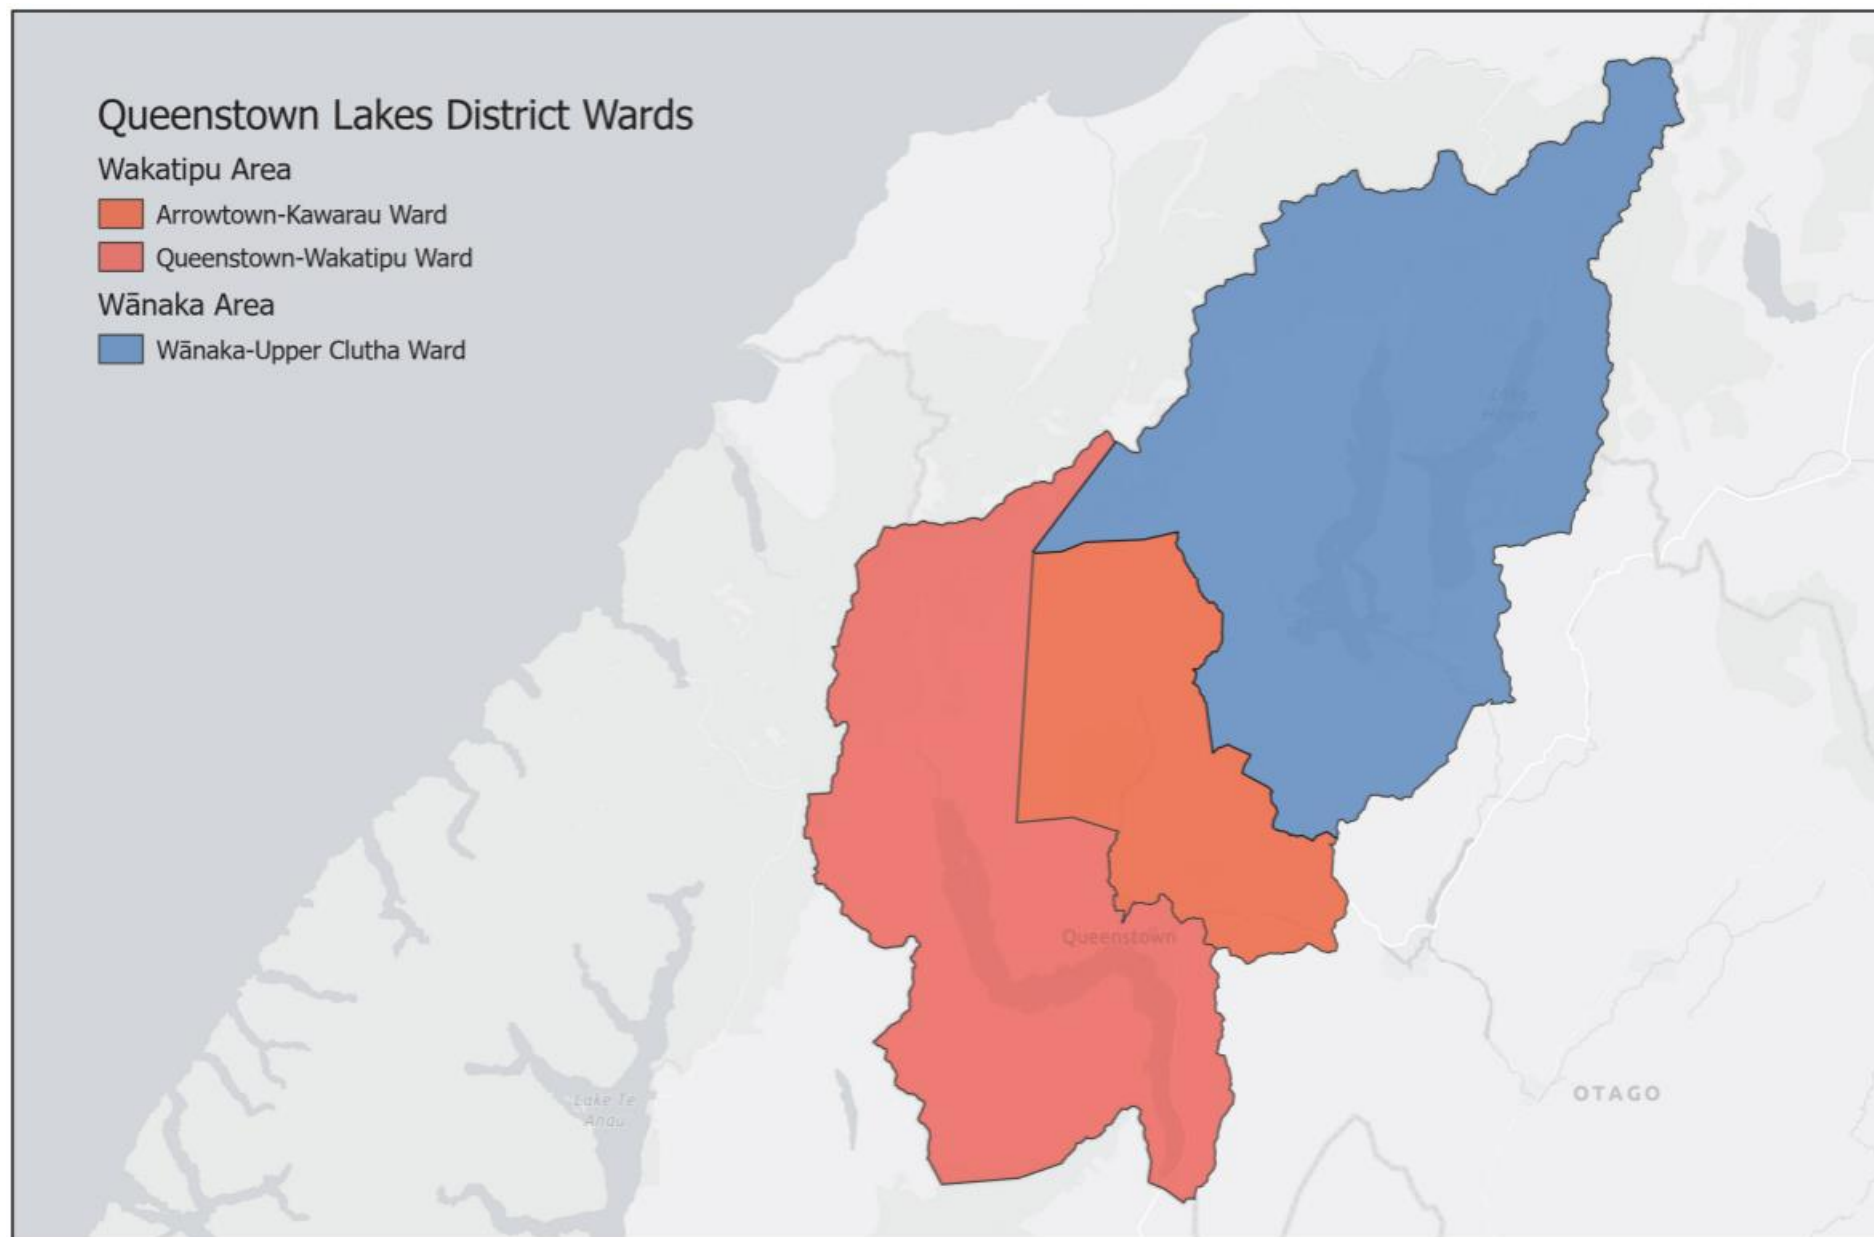 Queenstown Lakes District Wards
Wakatipu Area
Arrowtown-Kawarau Ward
Queenstown-Wakatipu Ward
Wānaka Area
Wānaka-Upper Clutha Ward
Lake
Queenstown
OTAGO
Lake Te
Anau